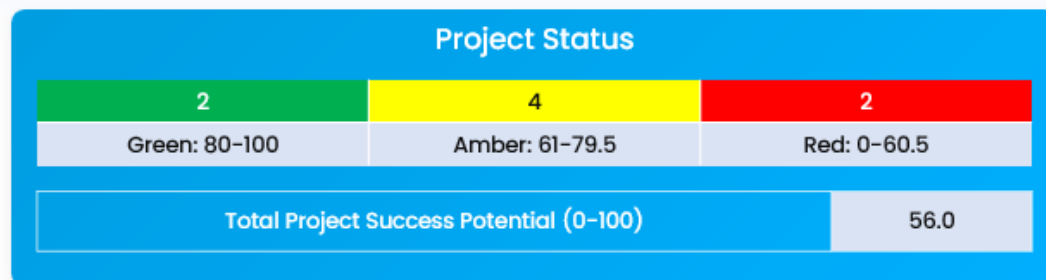 Project Status
2 4 2
Green: 80-100 Amber: 61-79.5 Red: 0-60.5
Total Project Success Potential (0-100) 56.0